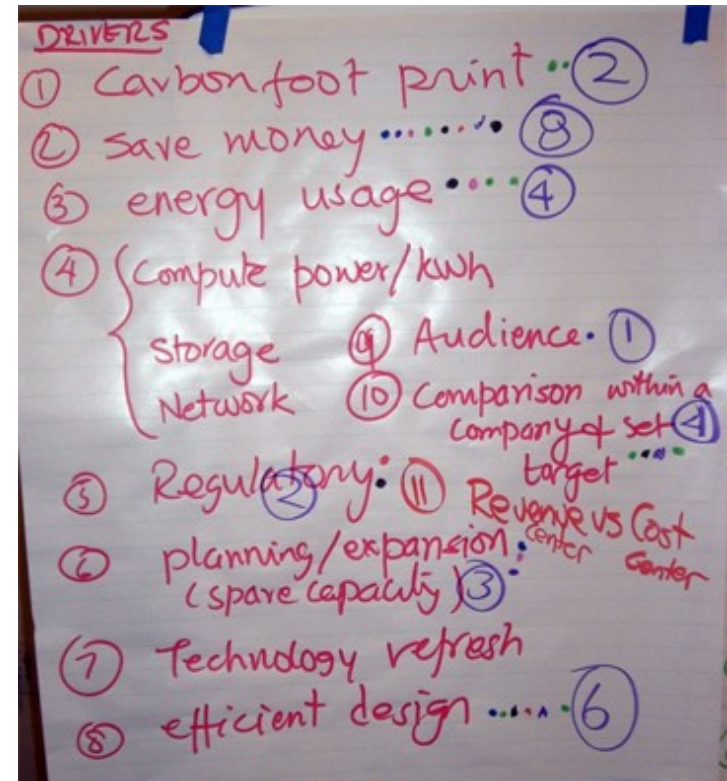 DRIVERS
① Carbon foot print ②
② save money ⑧
③ energy usage ④
④ Compute power/kwh
Storage ⑨ Audience ①
Network ⑩ Comparison within a
company & set ④
target
⑤ Regulatory ② ⑪ Revenue vs Cost
center center
⑥ planning/expansion
(spare capacity) ③
⑦ Technology refresh
⑧ efficient design ⑥